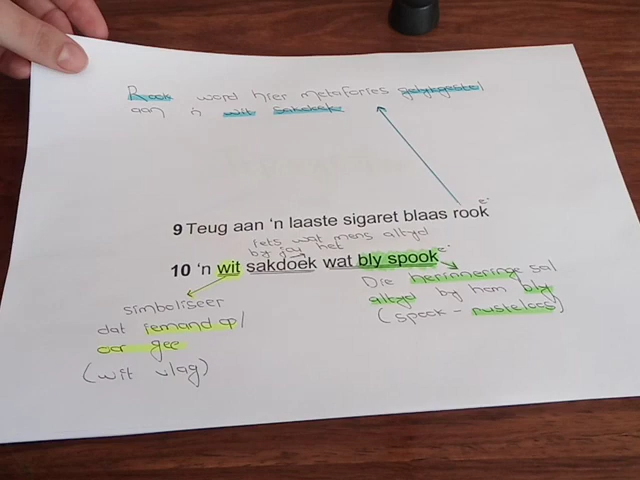 Rook word hier metafories gelykgestel
aan 'n wit sakdoek
9 Teug aan 'n laaste sigaret blaas rook e.
Iets wat mens altyd
by jou het
10 'n wit sakdoek wat bly spook e.
simboliseer
dat iemand op/
oor gee
(wit vlag)
Die herinneringe sal
altyd by hom bly
(spook - rusteloos)